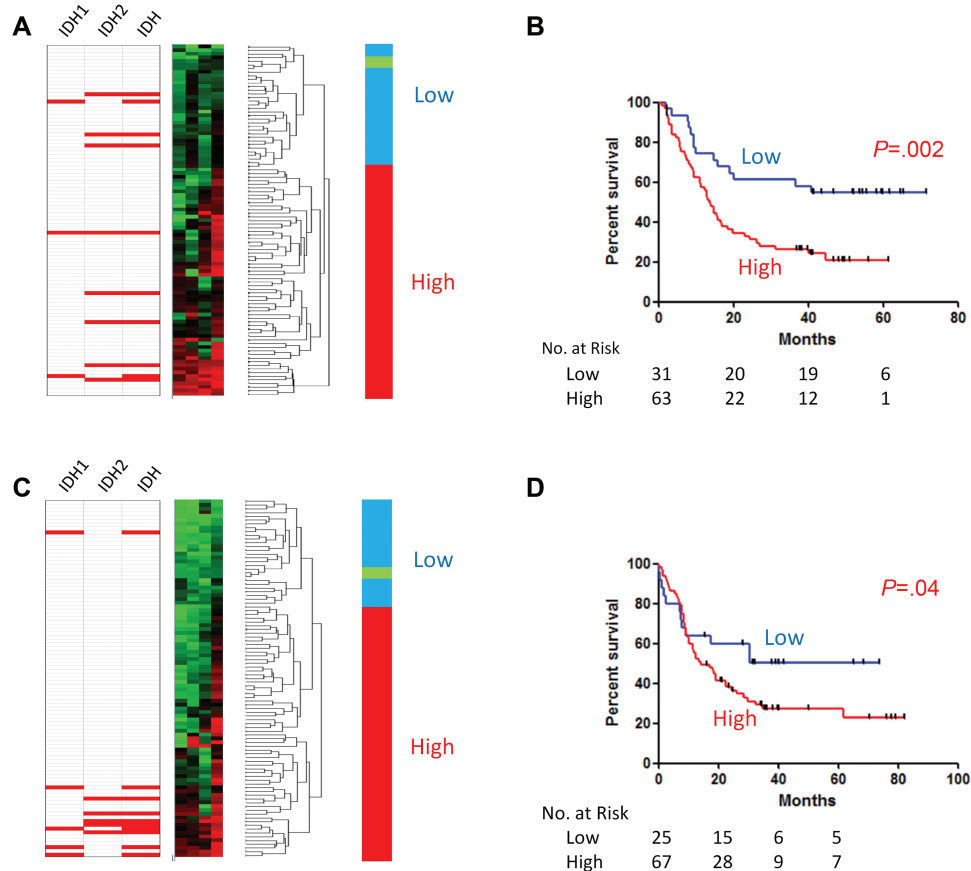 A
IDH1 IDH2 IDH
Low
High
B
Percent survival
100
80
60
40
20
0
Low
High
P=.002
0 20 40 60 80
Months
No. at Risk
Low 31 20 19 6
High 63 22 12 1
C
IDH1 IDH2 IDH
Low
High
D
Percent survival
100
80
60
40
20
0
Low
High
P=.04
0 20 40 60 80 100
Months
No. at Risk
Low 25 15 6 5
High 67 28 9 7